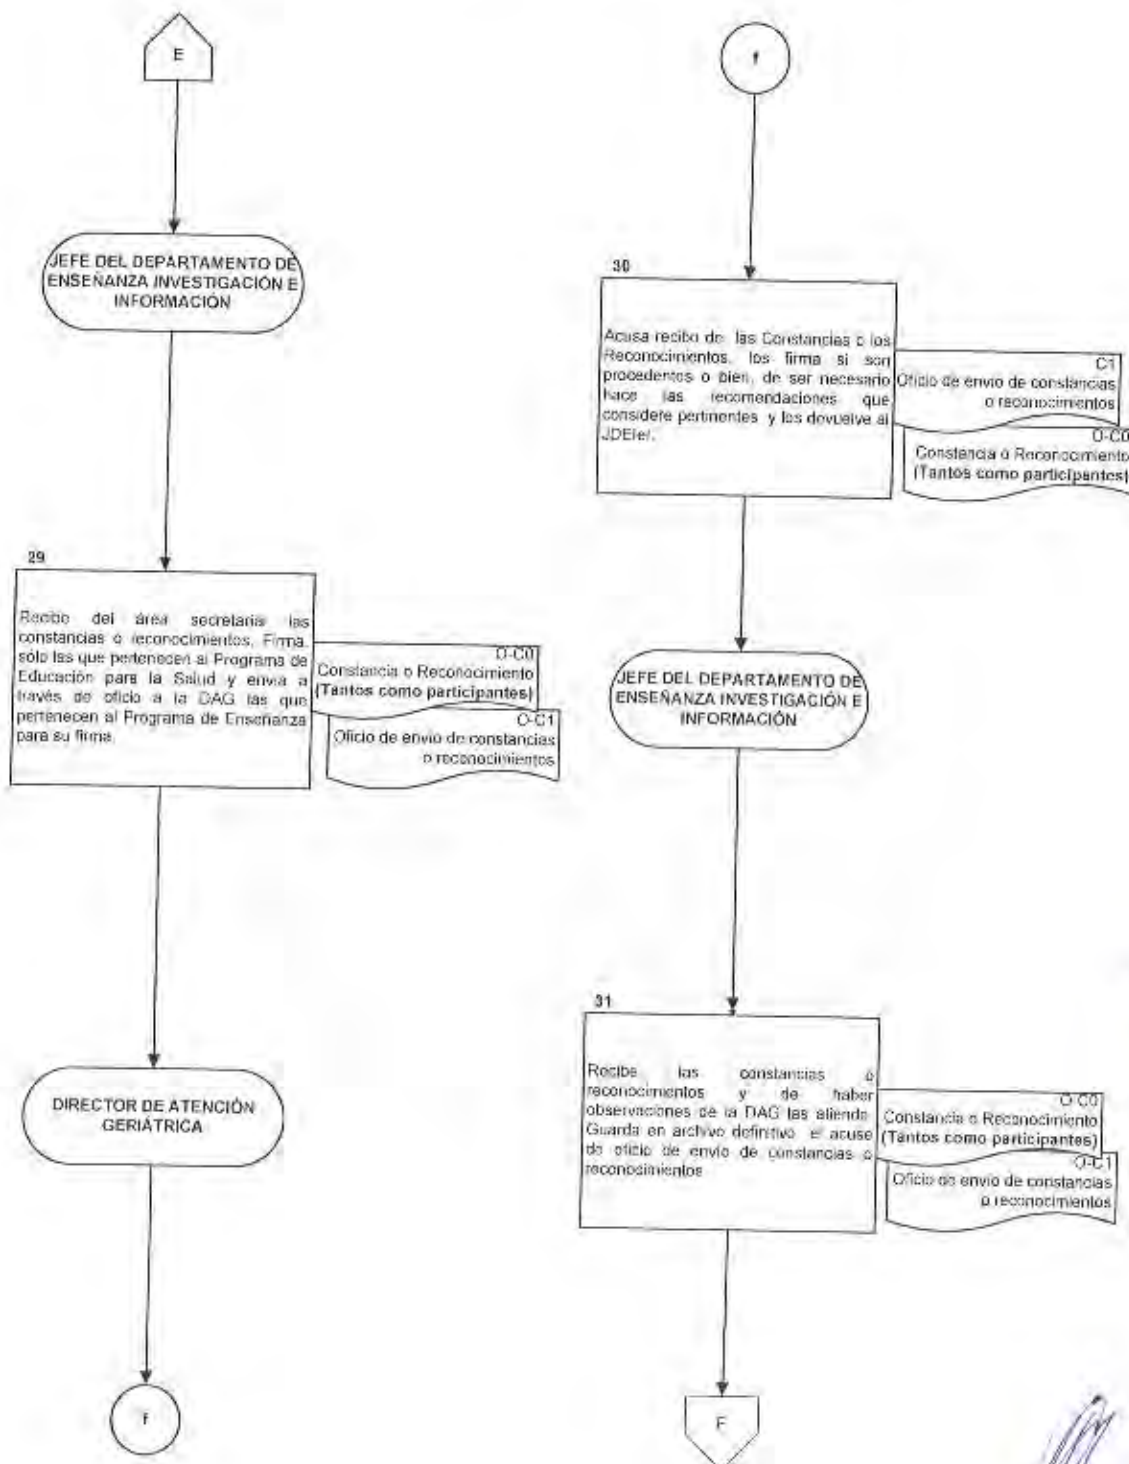 E
JEFE DEL DEPARTAMENTO DE
ENSEÑANZA INVESTIGACIÓN E
INFORMACIÓN
29
Recibe del área secretarial las
constancias o reconocimientos. Firma
sólo las que pertenecen al Programa de
Educación para la Salud y envia a
través de oficio a la DAG las que
pertenecen al Programa de Enseñanza
para su firma.
O-C0
Constancia o Reconocimiento
(Tantos como participantes)
O-C1
Oficio de envio de constancias
o reconocimientos
DIRECTOR DE ATENCIÓN
GERIÁTRICA
f
f
30
Acusa recibo de las Constancias o los
Reconocimientos, los firma si son
procedentes o bien, de ser necesario
hace las recomendaciones que
considere pertinentes y los devuelve al
C1
Oficio de envio de constancias
o reconocimientos
O-C0
Constancia o Reconocimiento
(Tantos como participantes)
JEFE DEL DEPARTAMENTO DE
ENSEÑANZA INVESTIGACIÓN E
INFORMACIÓN
31
Recibe las constancias o
reconocimientos y de haber
observaciones de la DAG las atiende.
Guarda en archivo definitivo el acuse
de oficio de envio de constancias o
reconocimientos
O-C0
Constancia o Reconocimiento
(Tantos como participantes)
O-C1
Oficio de envio de constancias
o reconocimientos
F